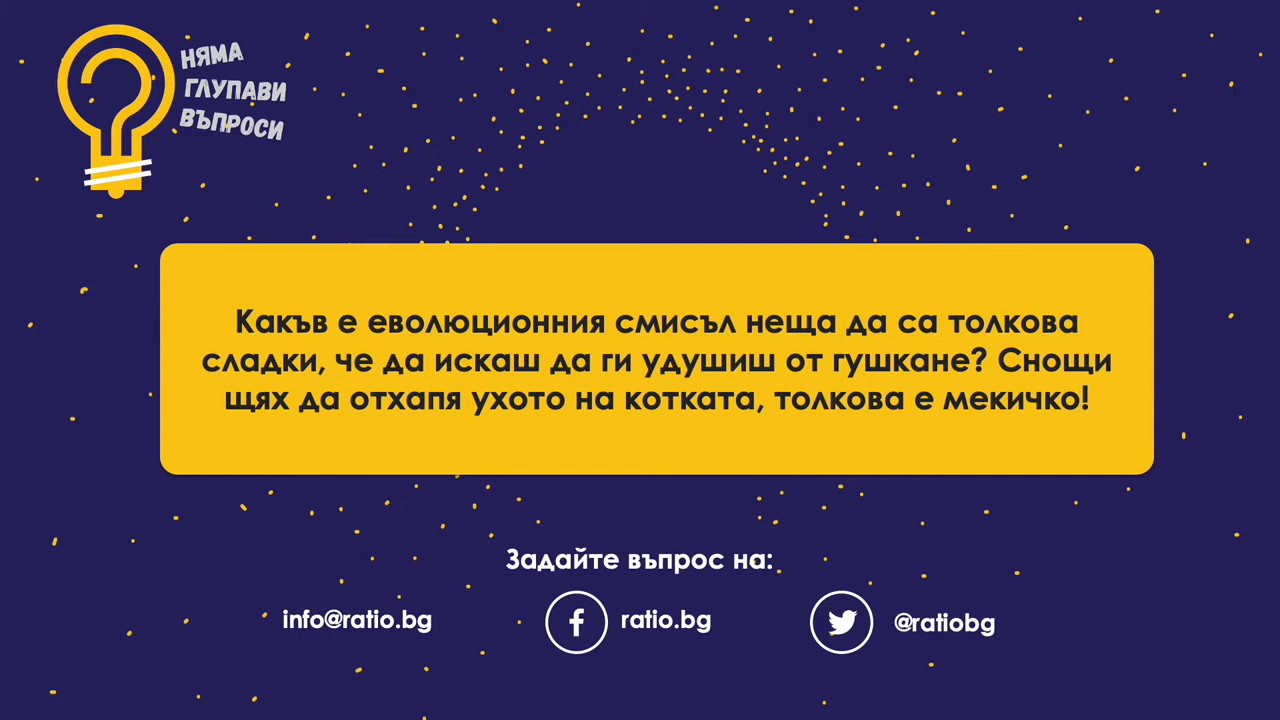 НЯМА
ГЛУПАВИ
ВЪПРОСИ
Какъв е еволюционния смисъл неща да са толкова
сладки, че да искаш да ги удушиш от гушкане? Снощи
щях да отхапя ухото на котката, толкова е мекичко!
Задайте въпрос на:
info@ratio.bg
ratio.bg
@ratiobg